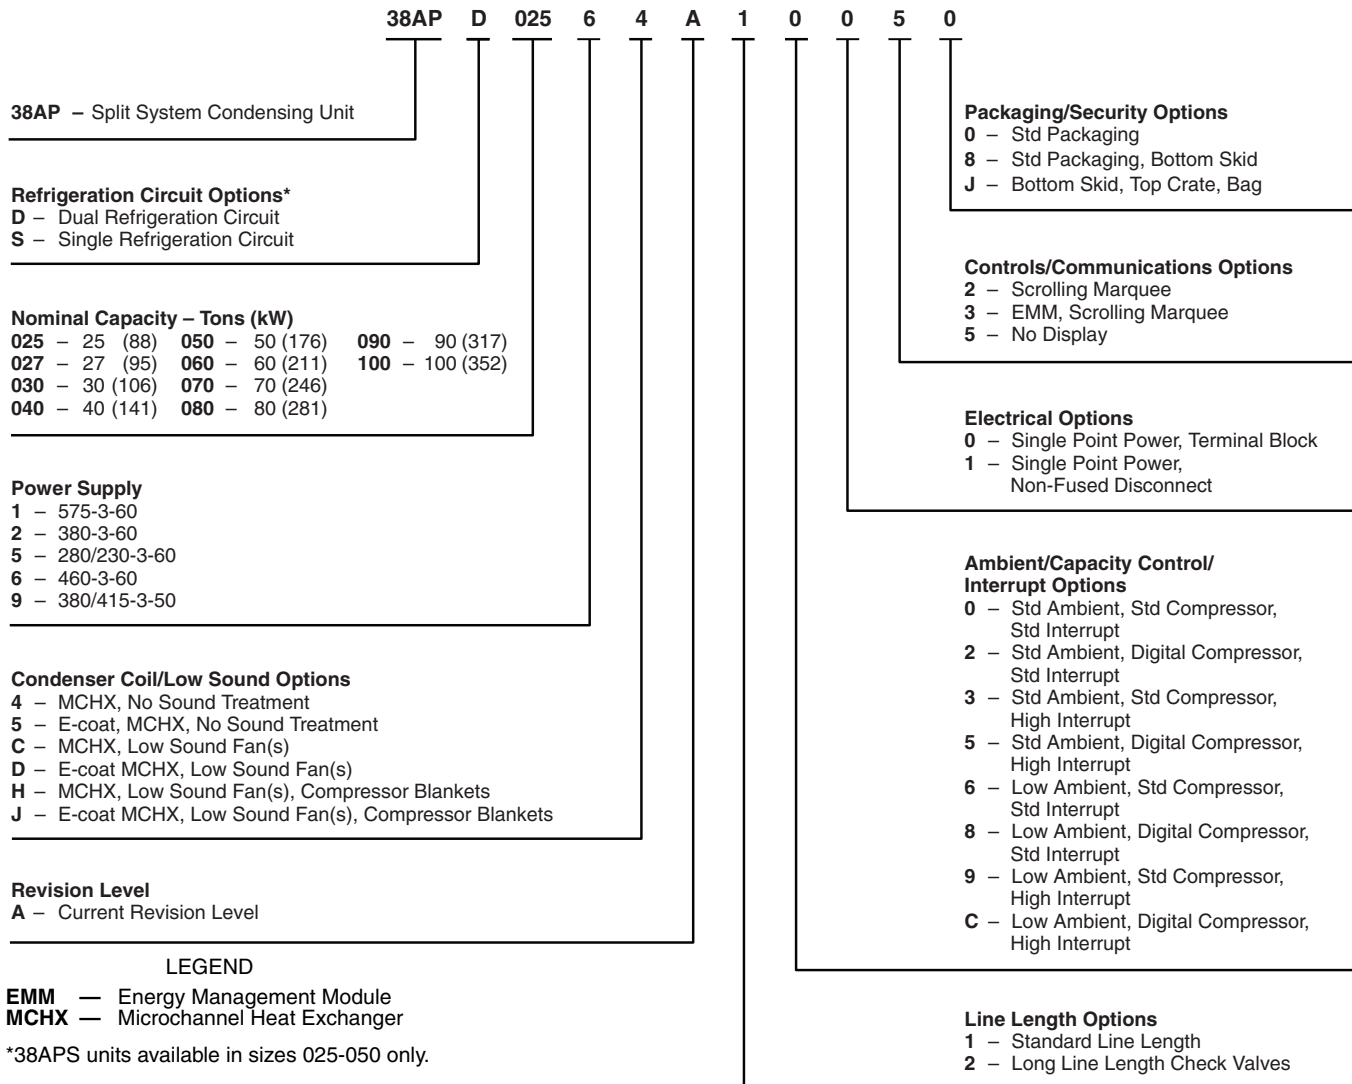 38AP D 025 6 4 A 1 0 0 5 0
38AP – Split System Condensing Unit
Refrigeration Circuit Options*
D – Dual Refrigeration Circuit
S – Single Refrigeration Circuit
Nominal Capacity – Tons (kW)
025 – 25 (88) 050 – 50 (176) 090 – 90 (317)
027 – 27 (95) 060 – 60 (211) 100 – 100 (352)
030 – 30 (106) 070 – 70 (246)
040 – 40 (141) 080 – 80 (281)
Power Supply
1 – 575-3-60
2 – 380-3-60
5 – 280/230-3-60
6 – 460-3-60
9 – 380/415-3-50
Condenser Coil/Low Sound Options
4 – MCHX, No Sound Treatment
5 – E-coat, MCHX, No Sound Treatment
C – MCHX, Low Sound Fan(s)
D – E-coat MCHX, Low Sound Fan(s)
H – MCHX, Low Sound Fan(s), Compressor Blankets
J – E-coat MCHX, Low Sound Fan(s), Compressor Blankets
Revision Level
A – Current Revision Level
LEGEND
EMM — Energy Management Module
MCHX — Microchannel Heat Exchanger
*38APS units available in sizes 025-050 only.
Packaging/Security Options
0 – Std Packaging
8 – Std Packaging, Bottom Skid
J – Bottom Skid, Top Crate, Bag
Controls/Communications Options
2 – Scrolling Marquee
3 – EMM, Scrolling Marquee
5 – No Display
Electrical Options
0 – Single Point Power, Terminal Block
1 – Single Point Power,
Non-Fused Disconnect
Ambient/Capacity Control/
Interrupt Options
0 – Std Ambient, Std Compressor,
Std Interrupt
2 – Std Ambient, Digital Compressor,
Std Interrupt
3 – Std Ambient, Std Compressor,
High Interrupt
5 – Std Ambient, Digital Compressor,
High Interrupt
6 – Low Ambient, Std Compressor,
Std Interrupt
8 – Low Ambient, Digital Compressor,
Std Interrupt
9 – Low Ambient, Std Compressor,
High Interrupt
C – Low Ambient, Digital Compressor,
High Interrupt
Line Length Options
1 – Standard Line Length
2 – Long Line Length Check Valves